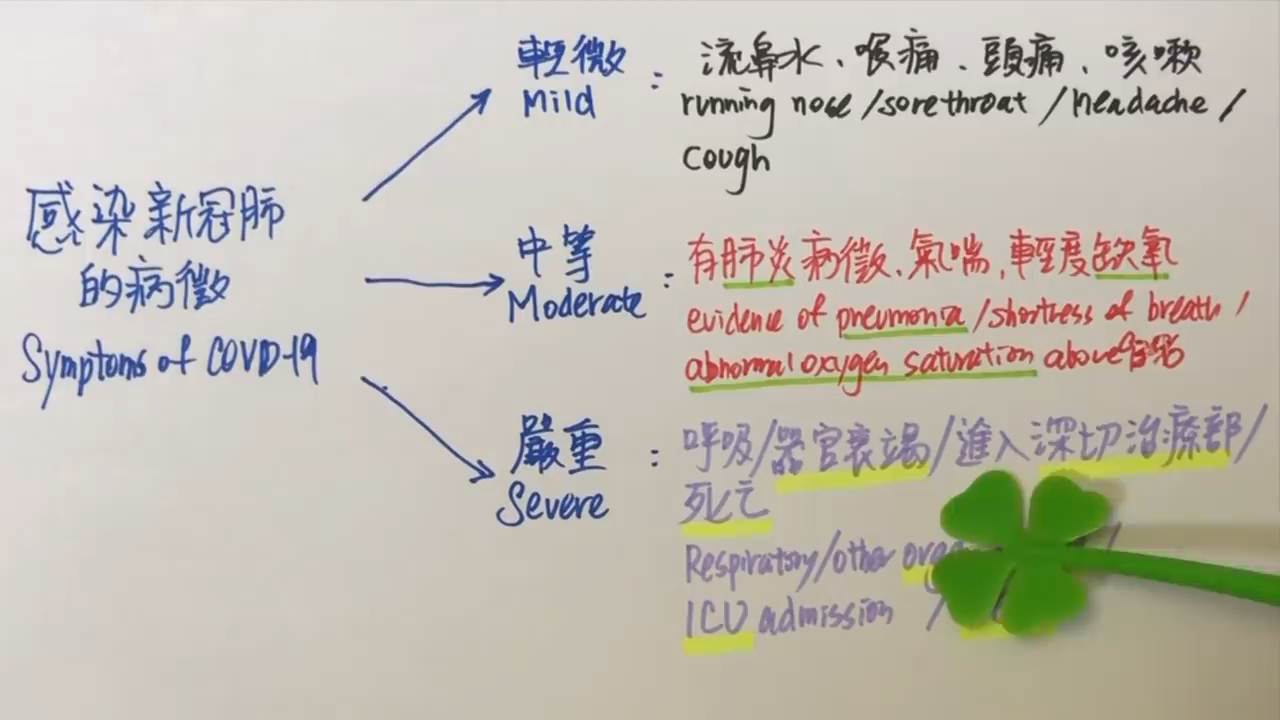 感染新冠肺
的病徵
Symptoms of COVID-19
輕微
Mild
:
流鼻水、喉痛、頭痛、咳嗽
running nose/sorethroat/headache/
cough
中等
Moderate
:
有肺炎病徵、氣喘,輕度缺氧
evidence of pneumonia/shortness of breath/
abnormal oxygen saturation above
嚴重
Severe
:
呼吸/器官衰竭/進入深切治療部/
死亡
Respiratory/other
ICU admission /